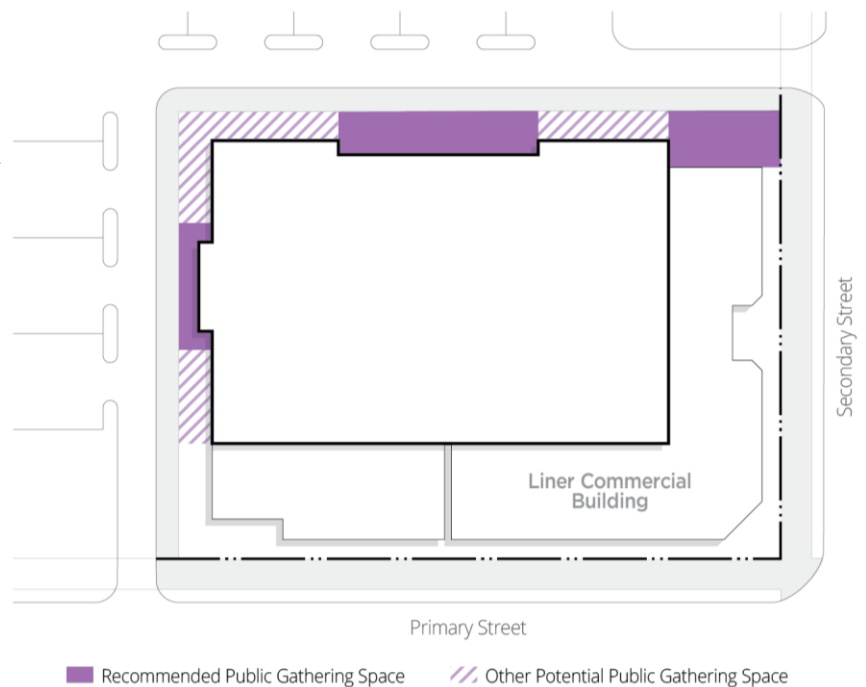 Secondary Street
Liner Commercial
Building
Primary Street
Recommended Public Gathering Space
Other Potential Public Gathering Space